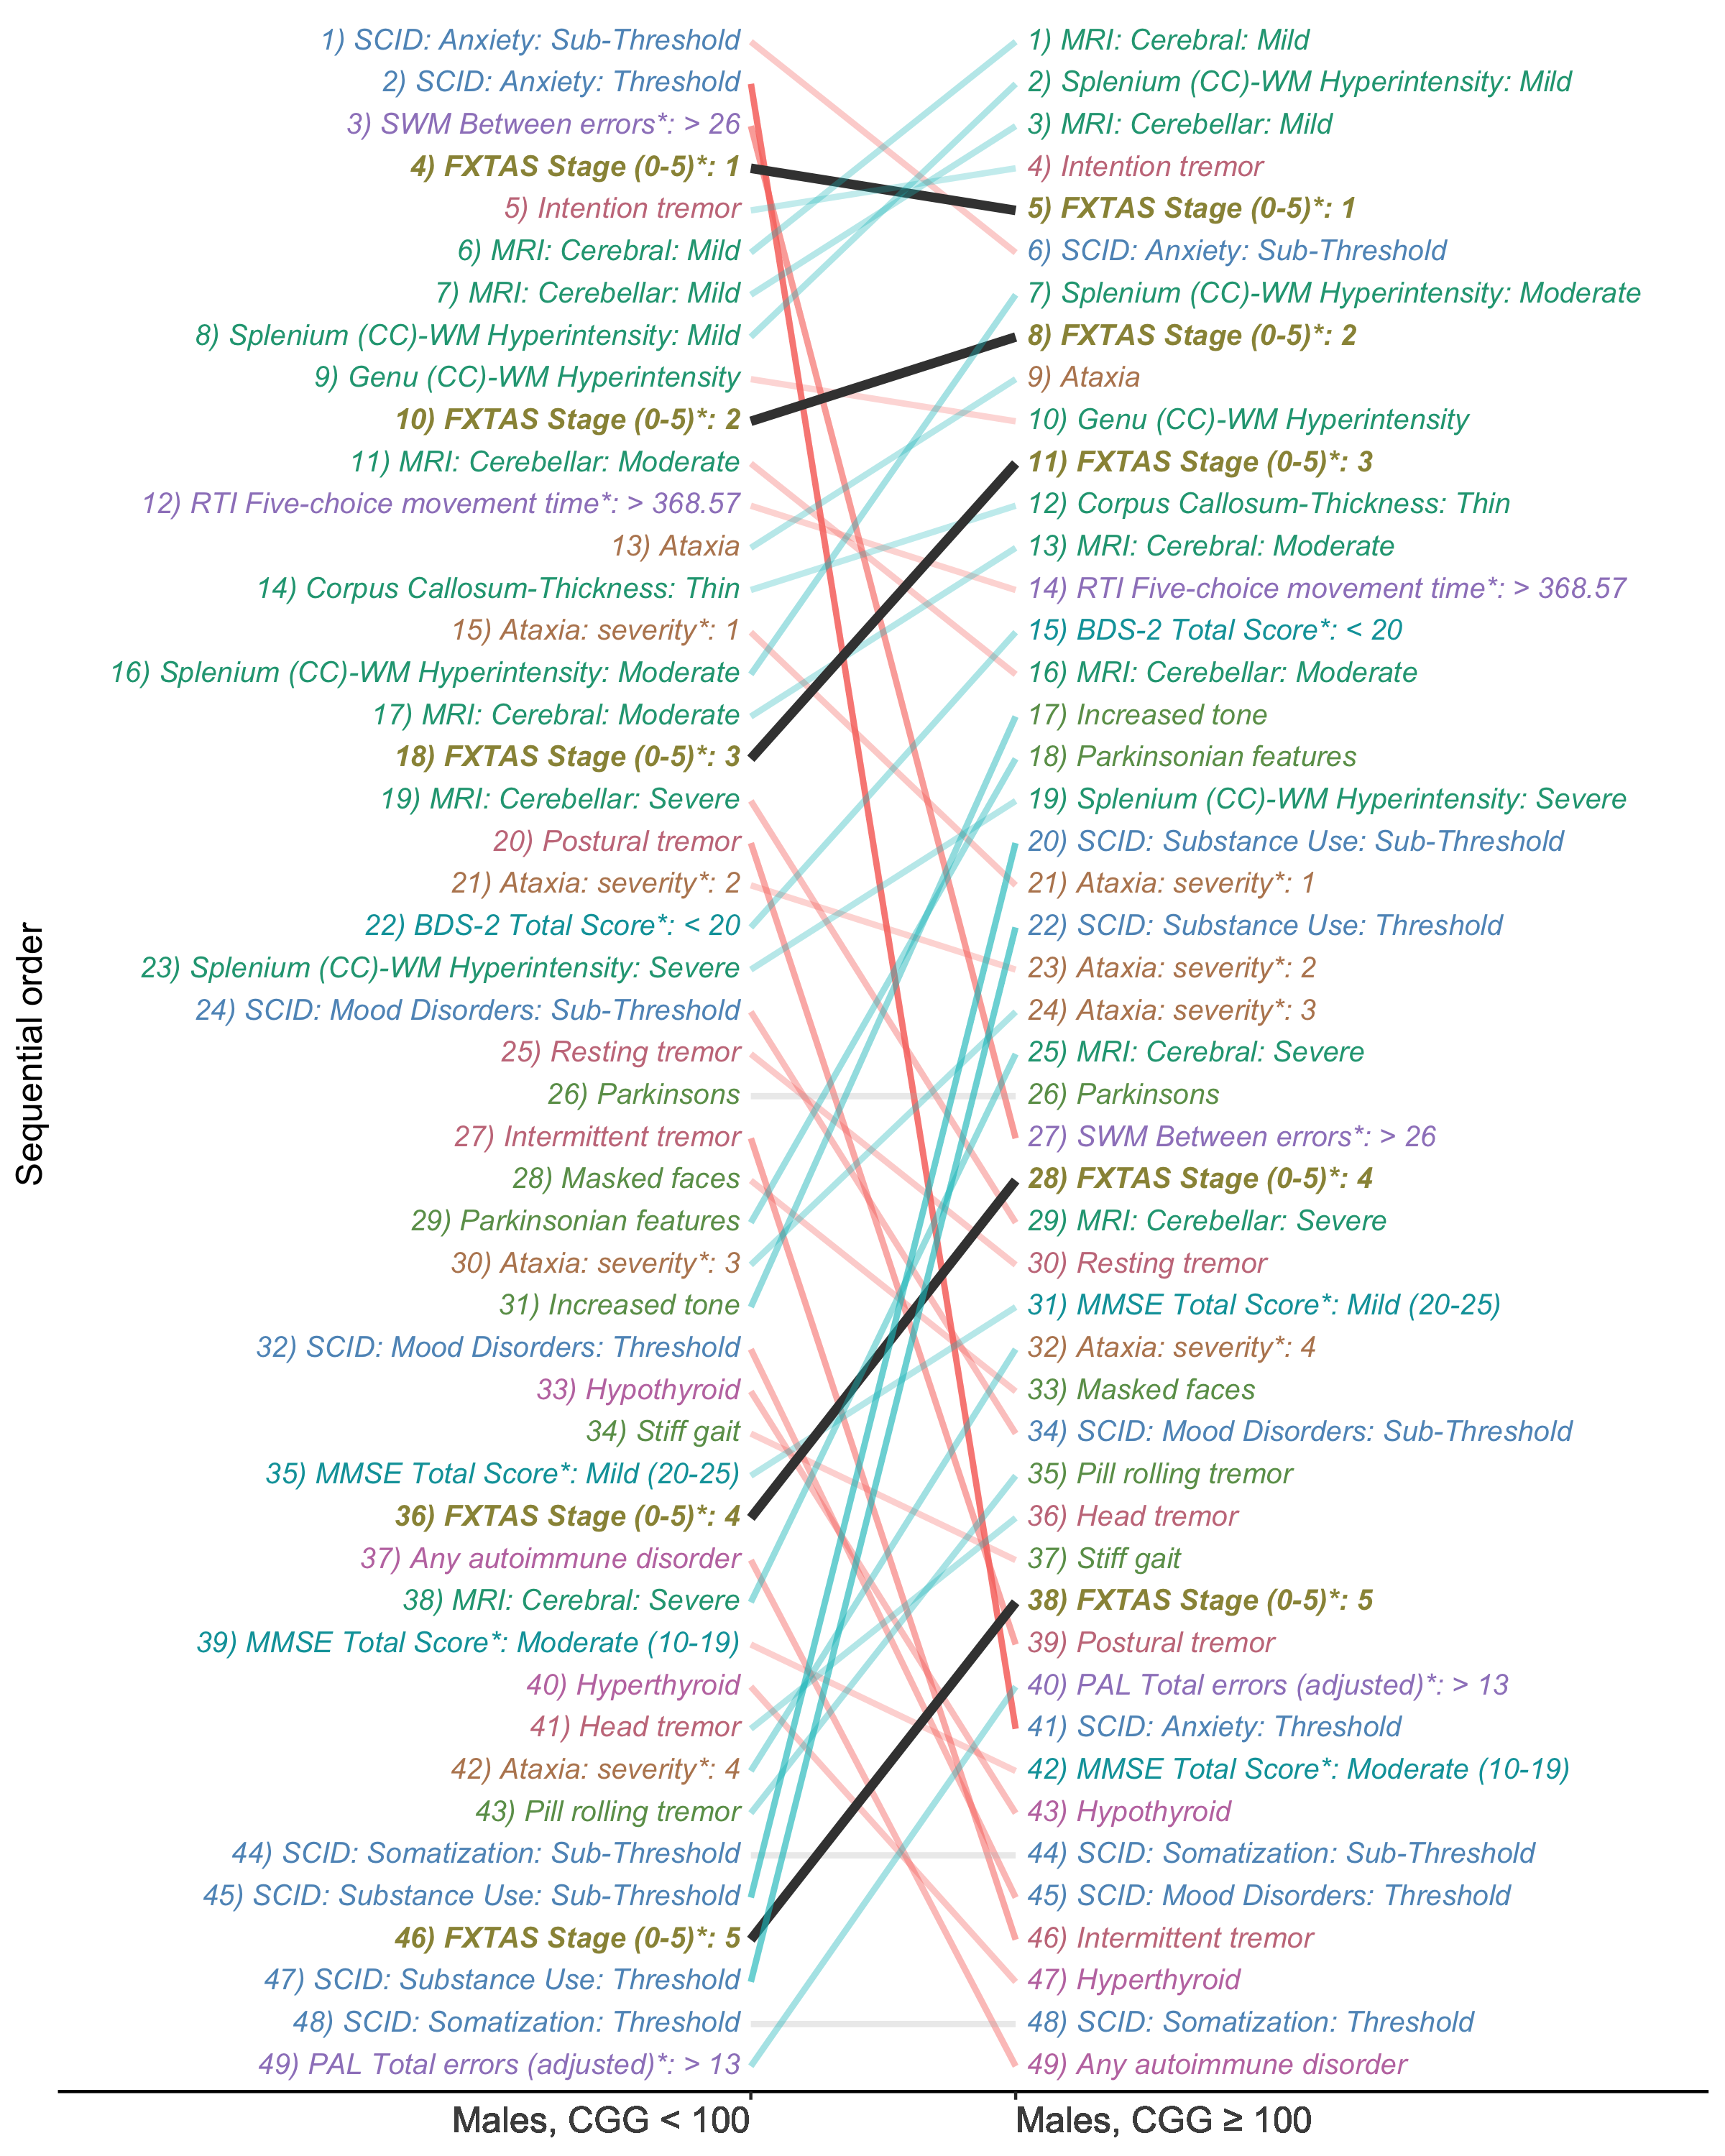 Sequential order
1) SCID: Anxiety: Sub-Threshold
2) SCID: Anxiety: Threshold
3) SWM Between errors*: > 26
4) FXTAS Stage (0-5)*: 1
5) Intention tremor
6) MRI: Cerebral: Mild
7) MRI: Cerebellar: Mild
8) Splenium (CC)-WM Hyperintensity: Mild
9) Genu (CC)-WM Hyperintensity
10) FXTAS Stage (0-5)*: 2
11) MRI: Cerebellar: Moderate
12) RTI Five-choice movement time*: > 368.57
13) Ataxia
14) Corpus Callosum-Thickness: Thin
15) Ataxia: severity*: 1
16) Splenium (CC)-WM Hyperintensity: Moderate
17) MRI: Cerebral: Moderate
18) FXTAS Stage (0-5)*: 3
19) MRI: Cerebellar: Severe
20) Postural tremor
21) Ataxia: severity*: 2
22) BDS-2 Total Score*: < 20
23) Splenium (CC)-WM Hyperintensity: Severe
24) SCID: Mood Disorders: Sub-Threshold
25) Resting tremor
26) Parkinsons
27) Intermittent tremor
28) Masked faces
29) Parkinsonian features
30) Ataxia: severity*: 3
31) Increased tone
32) SCID: Mood Disorders: Threshold
33) Hypothyroid
34) Stiff gait
35) MMSE Total Score*: Mild (20-25)
36) FXTAS Stage (0-5)*: 4
37) Any autoimmune disorder
38) MRI: Cerebral: Severe
39) MMSE Total Score*: Moderate (10-19)
40) Hyperthyroid
41) Head tremor
42) Ataxia: severity*: 4
43) Pill rolling tremor
44) SCID: Somatization: Sub-Threshold
45) SCID: Substance Use: Sub-Threshold
46) FXTAS Stage (0-5)*: 5
47) SCID: Substance Use: Threshold
48) SCID: Somatization: Threshold
49) PAL Total errors (adjusted)*: > 13
1) MRI: Cerebral: Mild
2) Splenium (CC)-WM Hyperintensity: Mild
3) MRI: Cerebellar: Mild
4) Intention tremor
5) FXTAS Stage (0-5)*: 1
6) SCID: Anxiety: Sub-Threshold
7) Splenium (CC)-WM Hyperintensity: Moderate
8) FXTAS Stage (0-5)*: 2
9) Ataxia
10) Genu (CC)-WM Hyperintensity
11) FXTAS Stage (0-5)*: 3
12) Corpus Callosum-Thickness: Thin
13) MRI: Cerebral: Moderate
14) RTI Five-choice movement time*: > 368.57
15) BDS-2 Total Score*: < 20
16) MRI: Cerebellar: Moderate
17) Increased tone
18) Parkinsonian features
19) Splenium (CC)-WM Hyperintensity: Severe
20) SCID: Substance Use: Sub-Threshold
21) Ataxia: severity*: 1
22) SCID: Substance Use: Threshold
23) Ataxia: severity*: 2
24) Ataxia: severity*: 3
25) MRI: Cerebral: Severe
26) Parkinsons
27) SWM Between errors*: > 26
28) FXTAS Stage (0-5)*: 4
29) MRI: Cerebellar: Severe
30) Resting tremor
31) MMSE Total Score*: Mild (20-25)
32) Ataxia: severity*: 4
33) Masked faces
34) SCID: Mood Disorders: Sub-Threshold
35) Pill rolling tremor
36) Head tremor
37) Stiff gait
38) FXTAS Stage (0-5)*: 5
39) Postural tremor
40) PAL Total errors (adjusted)*: > 13
41) SCID: Anxiety: Threshold
42) MMSE Total Score*: Moderate (10-19)
43) Hypothyroid
44) SCID: Somatization: Sub-Threshold
45) SCID: Mood Disorders: Threshold
46) Intermittent tremor
47) Hyperthyroid
48) SCID: Somatization: Threshold
49) Any autoimmune disorder
Males, CGG < 100
Males, CGG ≥ 100